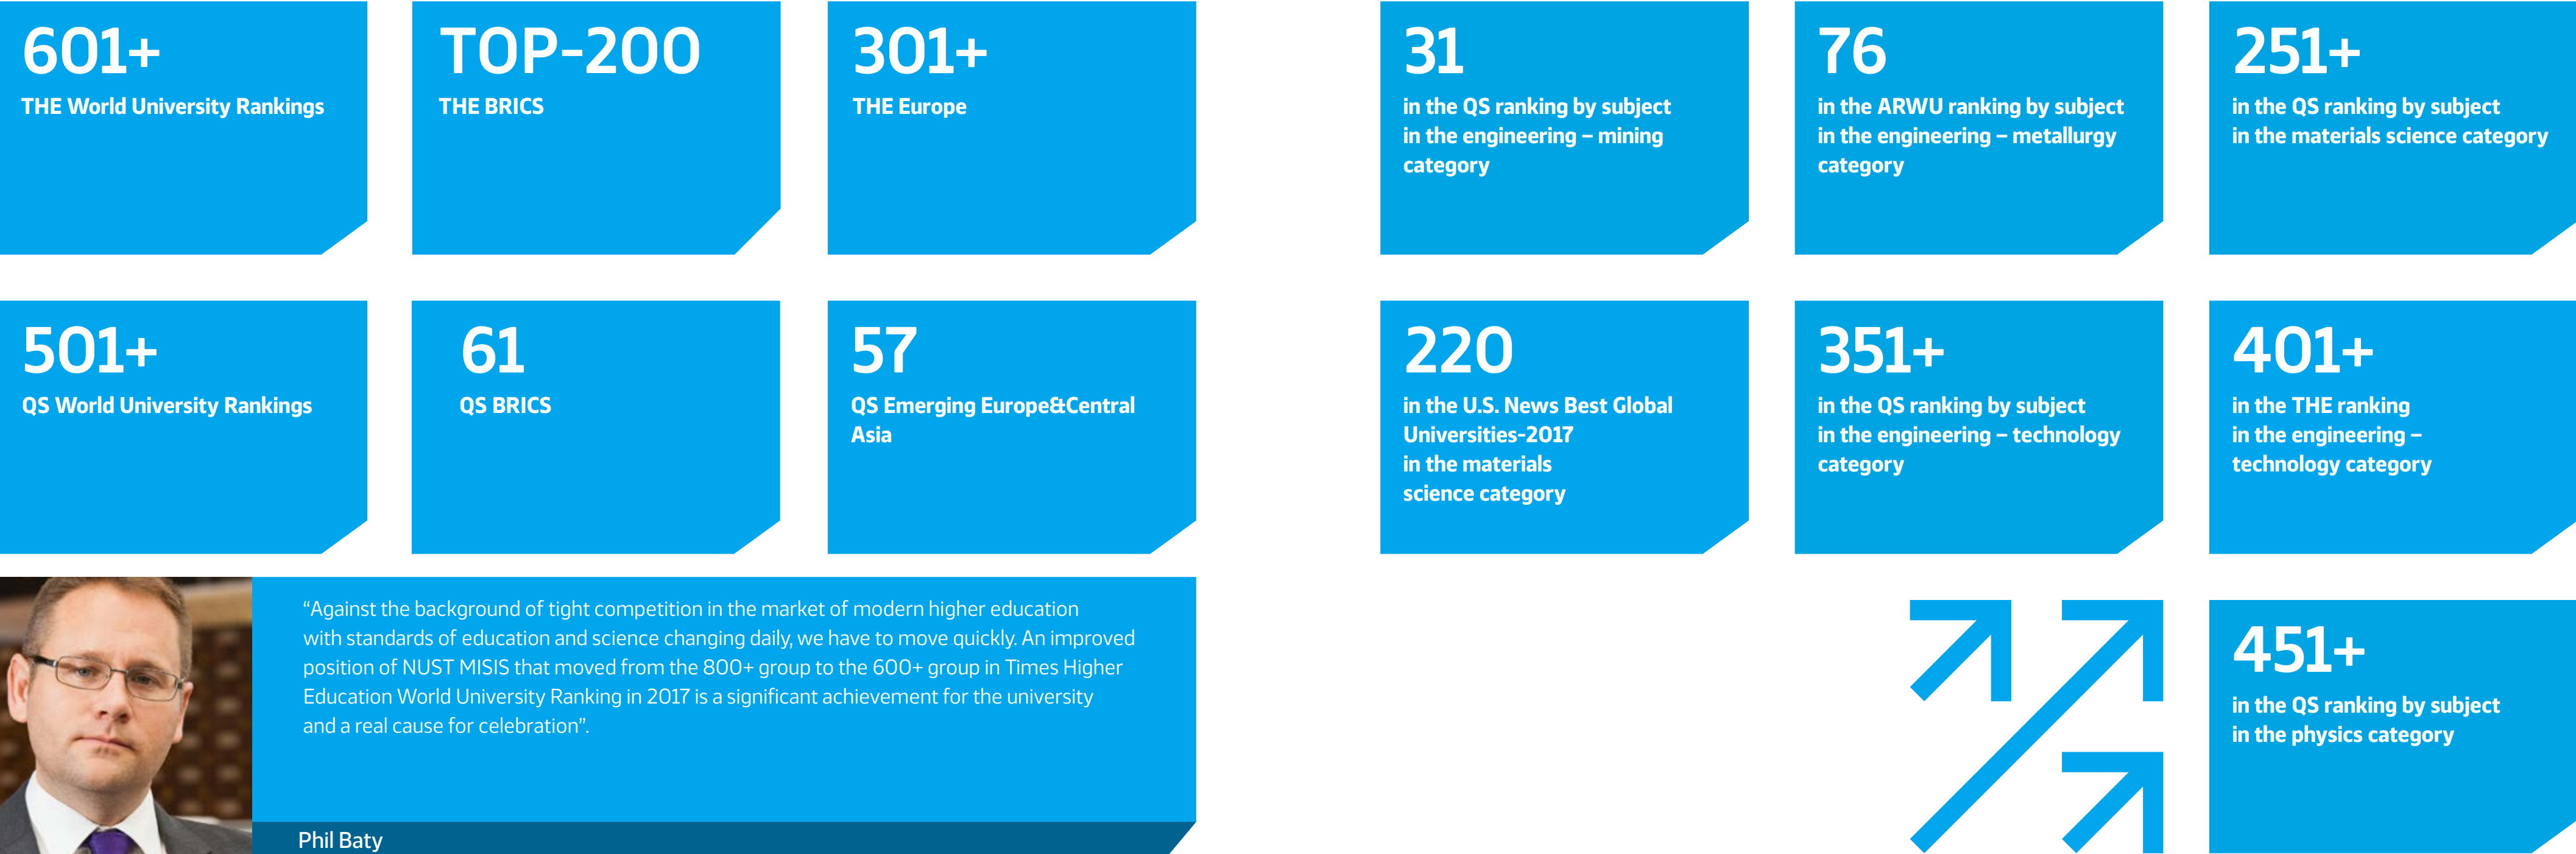 601+
THE World University Rankings
TOP-200
THE BRICS
301+
THE Europe
31
in the QS ranking by subject
in the engineering – mining
category
76
in the ARWU ranking by subject
in the engineering – metallurgy
category
251+
in the QS ranking by subject
in the materials science category
501+
QS World University Rankings
61
QS BRICS
57
QS Emerging Europe&Central
Asia
220
in the U.S. News Best Global
Universities-2017
in the materials
science category
351+
in the QS ranking by subject
in the engineering – technology
category
401+
in the THE ranking
in the engineering –
technology category
“Against the background of tight competition in the market of modern higher education
with standards of education and science changing daily, we have to move quickly. An improved
position of NUST MISIS that moved from the 800+ group to the 600+ group in Times Higher
Education World University Ranking in 2017 is a significant achievement for the university
and a real cause for celebration”.
Phil Baty
451+
in the QS ranking by subject
in the physics category